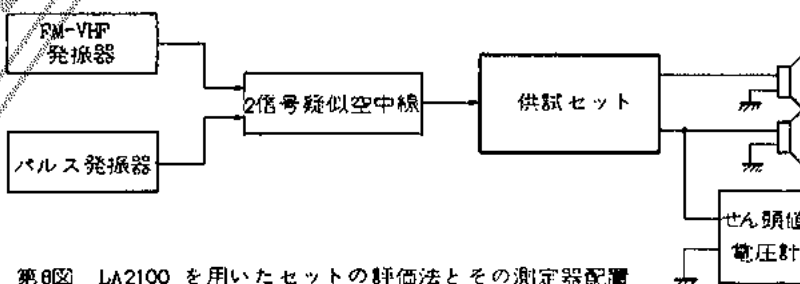 FM-VHF
発振器
2信号疑似空中線
供試セット
パルス発振器
せん頭値
電圧計
第8図 LA2100 を用いたセットの評価法とその測定器配置